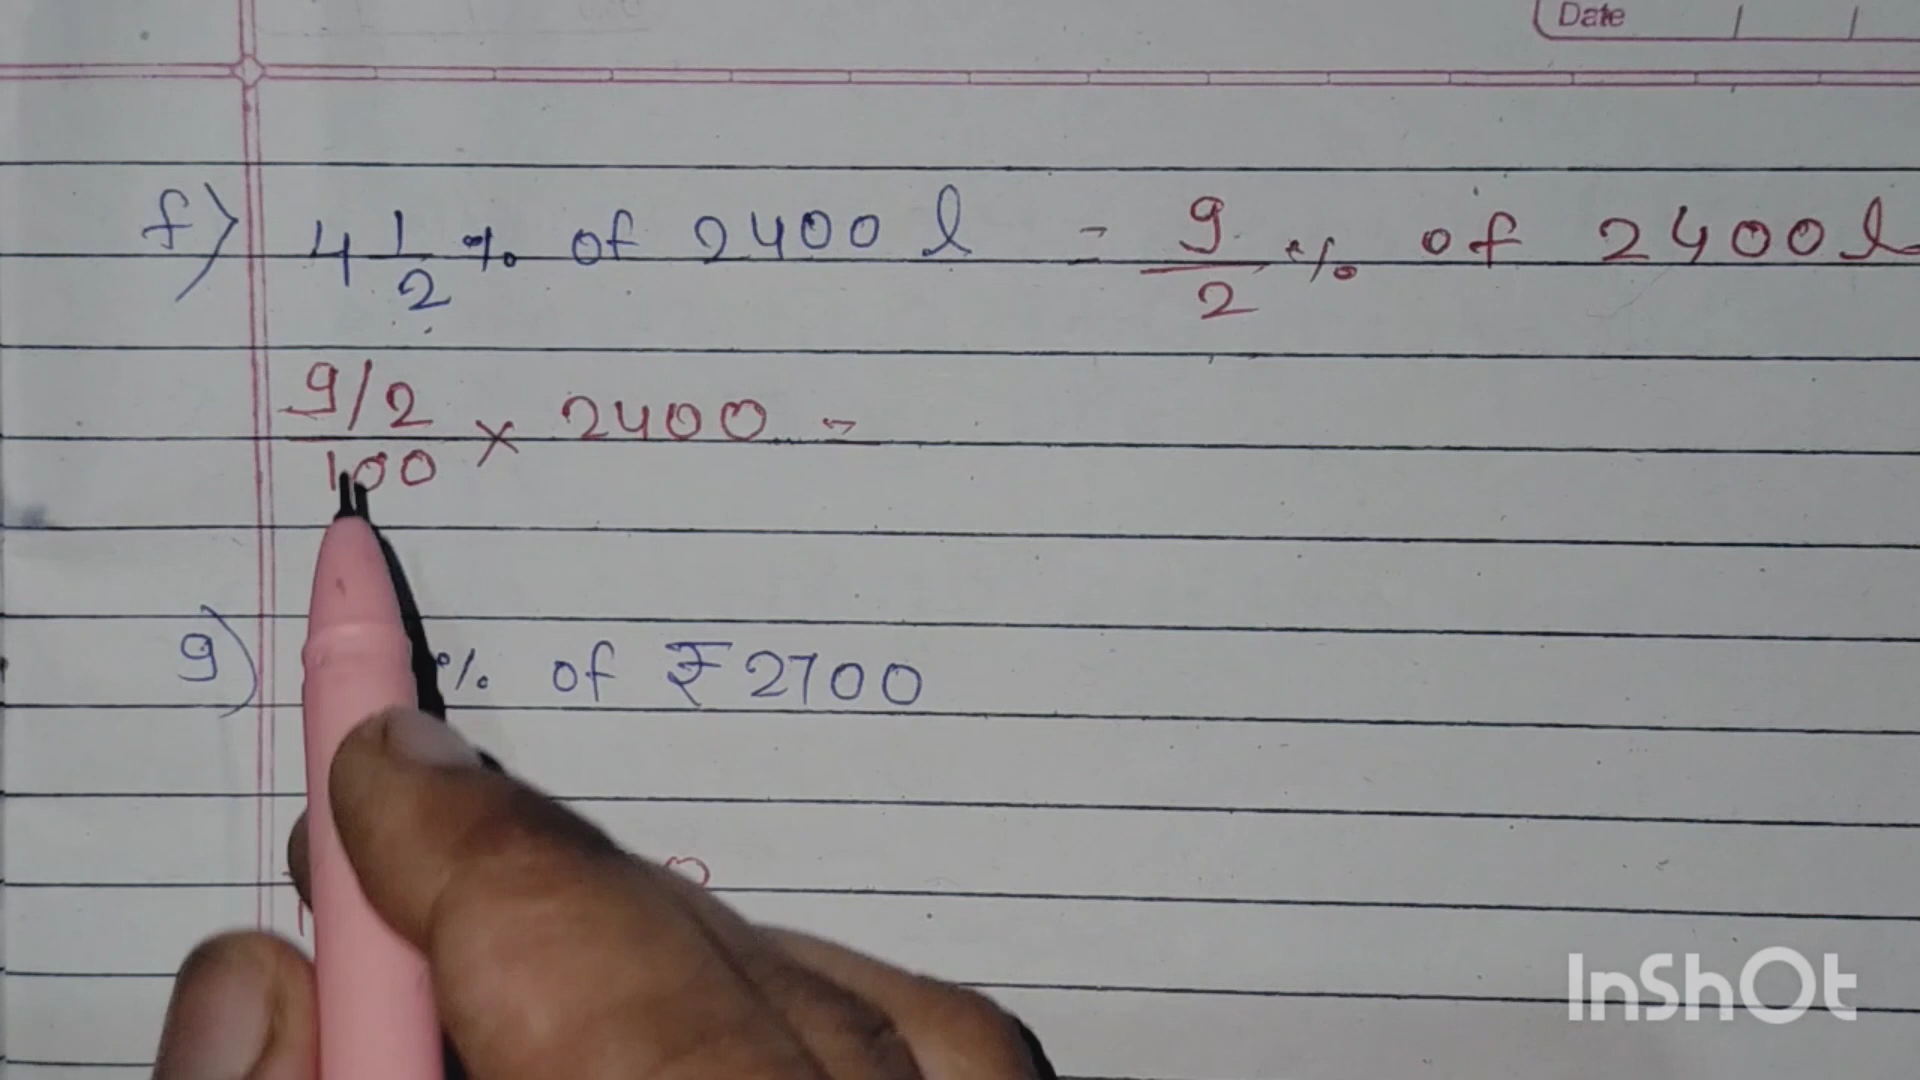 Date
f) 4 1/2 % of 2400 l = 9/2 % of 2400 l
9/2/100 × 2400 =
g) % of ₹ 2700
InShOt